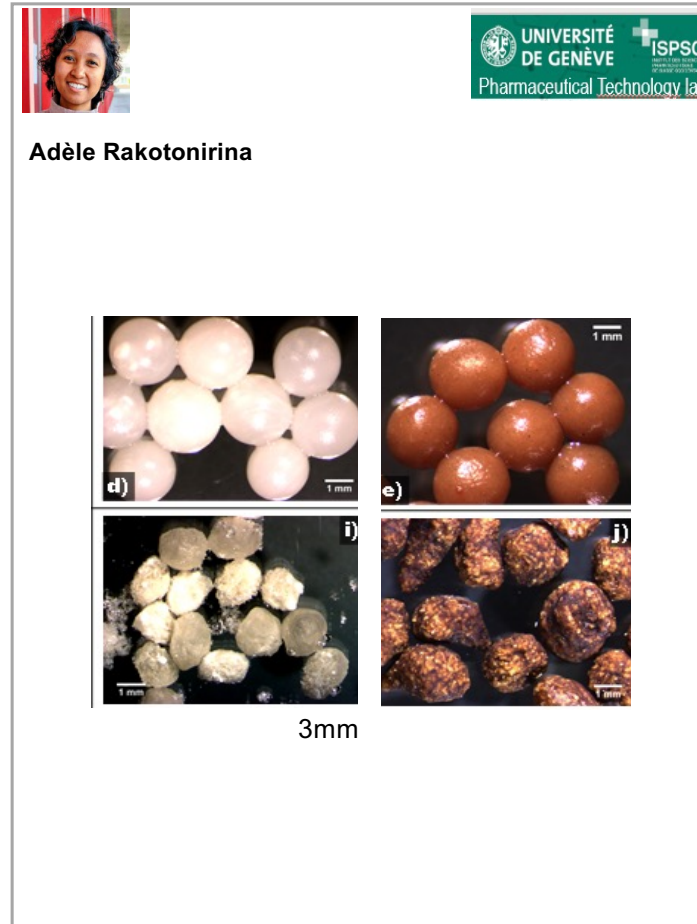 UNIVERSITÉ
DE GENÈVE
ISPSO
Pharmaceutical Technology la
Adèle Rakotonirina
1 mm
d)
1 mm
e)
i)
j)
1 mm
1 mm
3mm